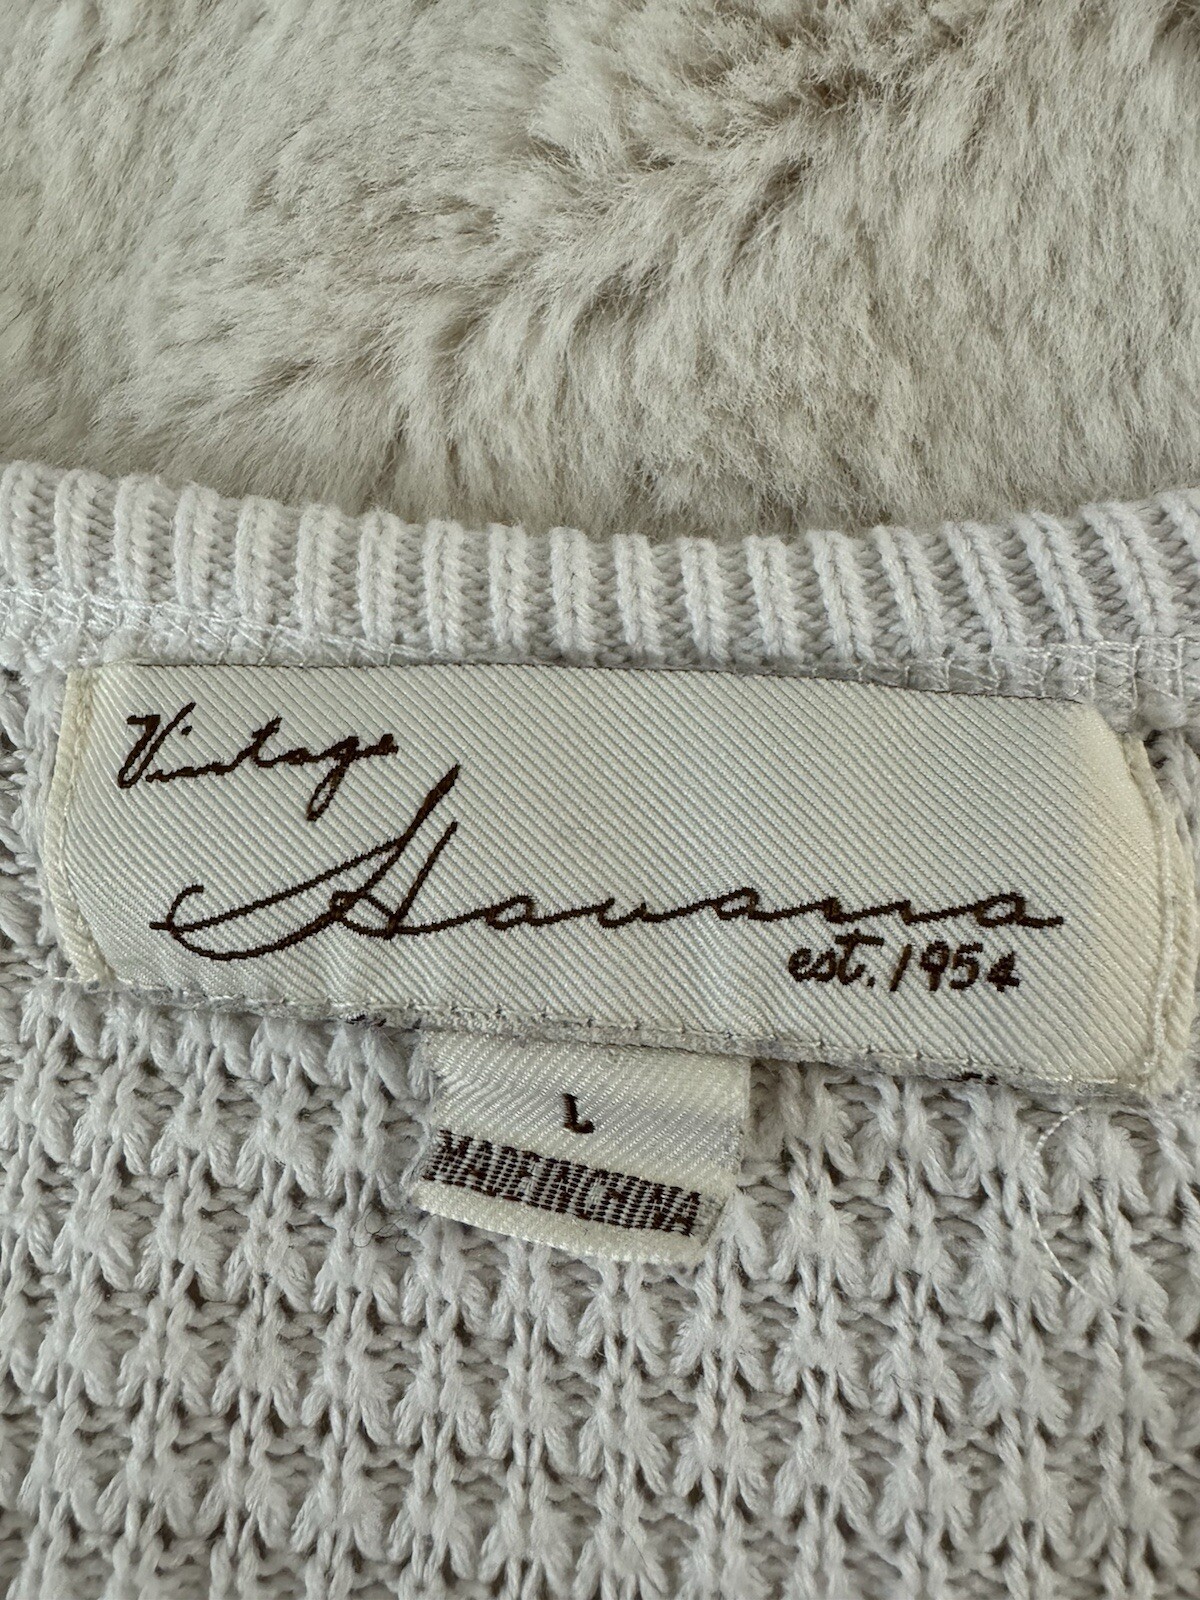 Vintage
Havana
est. 1954
L
MADE IN CHINA